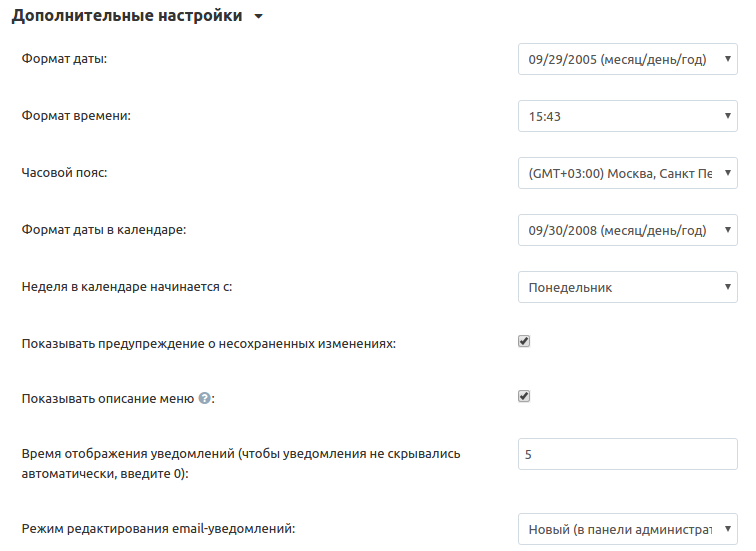 Дополнительные настройки
Формат даты:
09/29/2005 (месяц/день/год)
Формат времени:
15:43
Часовой пояс:
(GMT+03:00) Москва, Санкт Пе
Формат даты в календаре:
09/30/2008 (месяц/день/год)
Неделя в календаре начинается с:
Понедельник
Показывать предупреждение о несохраненных изменениях:
Показывать описание меню ?:
Время отображения уведомлений (чтобы уведомления не скрывались
автоматически, введите 0):
5
Режим редактирования email-уведомлений:
Новый (в панели администрат